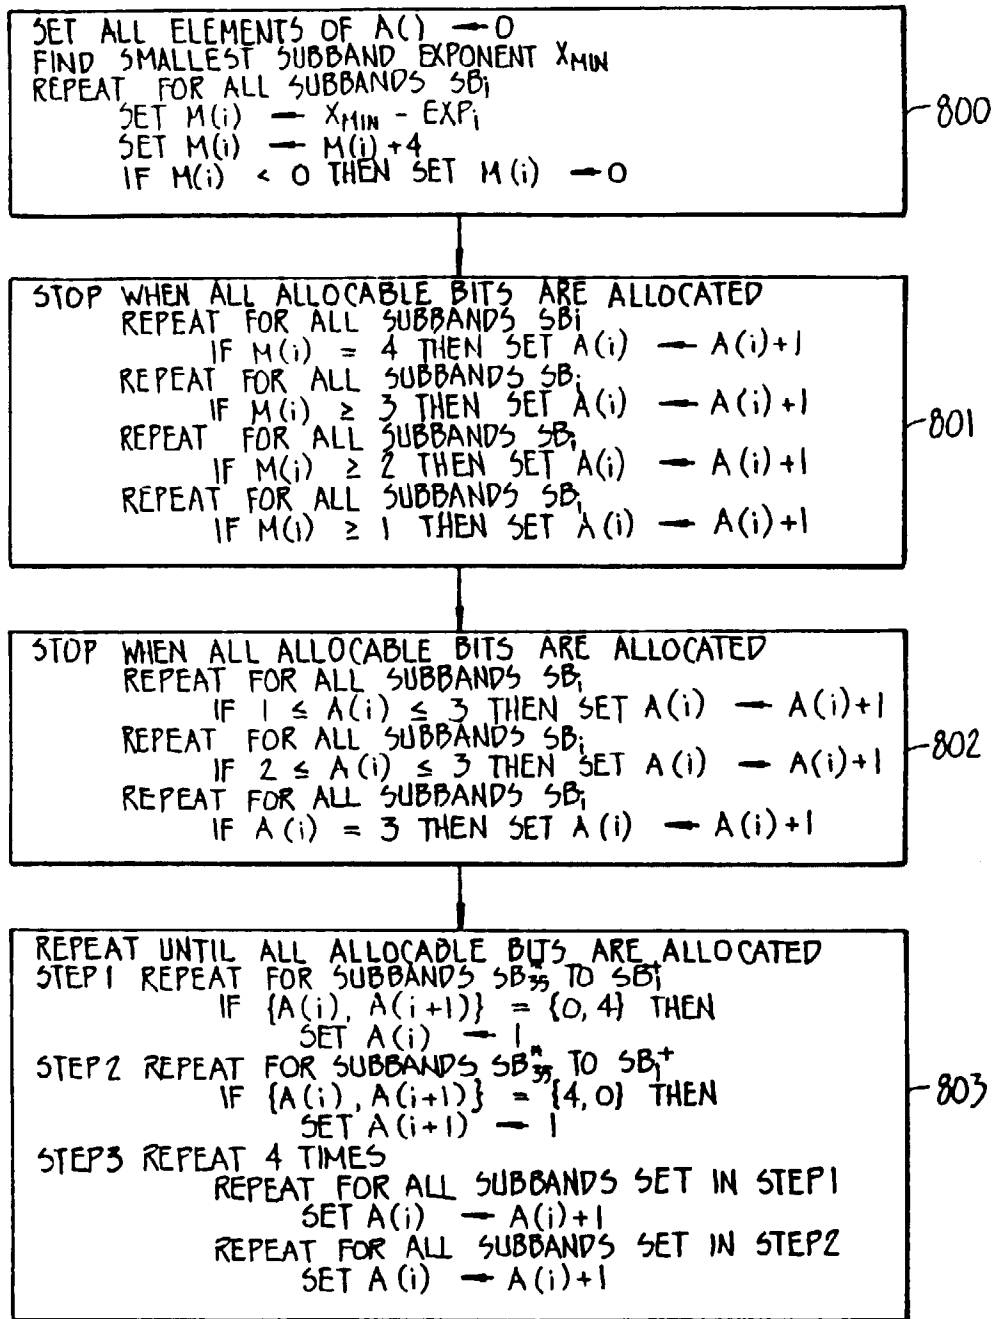 SET ALL ELEMENTS OF A() ← 0
FIND SMALLEST SUBBAND EXPONENT XMIN
REPEAT FOR ALL SUBBANDS SBi
SET M(i) ← XMIN - EXPi
SET M(i) ← M(i)+4
IF M(i) < 0 THEN SET M(i) ← 0
800
STOP WHEN ALL ALLOCABLE BITS ARE ALLOCATED
REPEAT FOR ALL SUBBANDS SBi
IF M(i) = 4 THEN SET A(i) ← A(i)+1
REPEAT FOR ALL SUBBANDS SBi
IF M(i) ≥ 3 THEN SET A(i) ← A(i)+1
REPEAT FOR ALL SUBBANDS SBi
IF M(i) ≥ 2 THEN SET A(i) ← A(i)+1
REPEAT FOR ALL SUBBANDS SBi
IF M(i) ≥ 1 THEN SET A(i) ← A(i)+1
801
STOP WHEN ALL ALLOCABLE BITS ARE ALLOCATED
REPEAT FOR ALL SUBBANDS SBi
IF 1 ≤ A(i) ≤ 3 THEN SET A(i) ← A(i)+1
REPEAT FOR ALL SUBBANDS SBi
IF 2 ≤ A(i) ≤ 3 THEN SET A(i) ← A(i)+1
REPEAT FOR ALL SUBBANDS SBi
IF A(i) = 3 THEN SET A(i) ← A(i)+1
802
REPEAT UNTIL ALL ALLOCABLE BITS ARE ALLOCATED
STEP1 REPEAT FOR SUBBANDS SB*35 TO SB+1
IF {A(i), A(i+1)} = {0,4} THEN
SET A(i) ← 1
STEP2 REPEAT FOR SUBBANDS SB*35 TO SB+1
IF {A(i), A(i+1)} = {4,0} THEN
SET A(i+1) ← 1
STEP3 REPEAT 4 TIMES
REPEAT FOR ALL SUBBANDS SET IN STEP1
SET A(i) ← A(i)+1
REPEAT FOR ALL SUBBANDS SET IN STEP2
SET A(i) ← A(i)+1
803